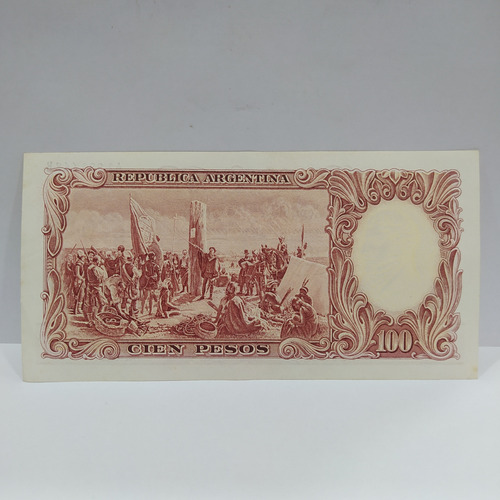 REPUBLICA ARGENTINA
CIEN PESOS
100